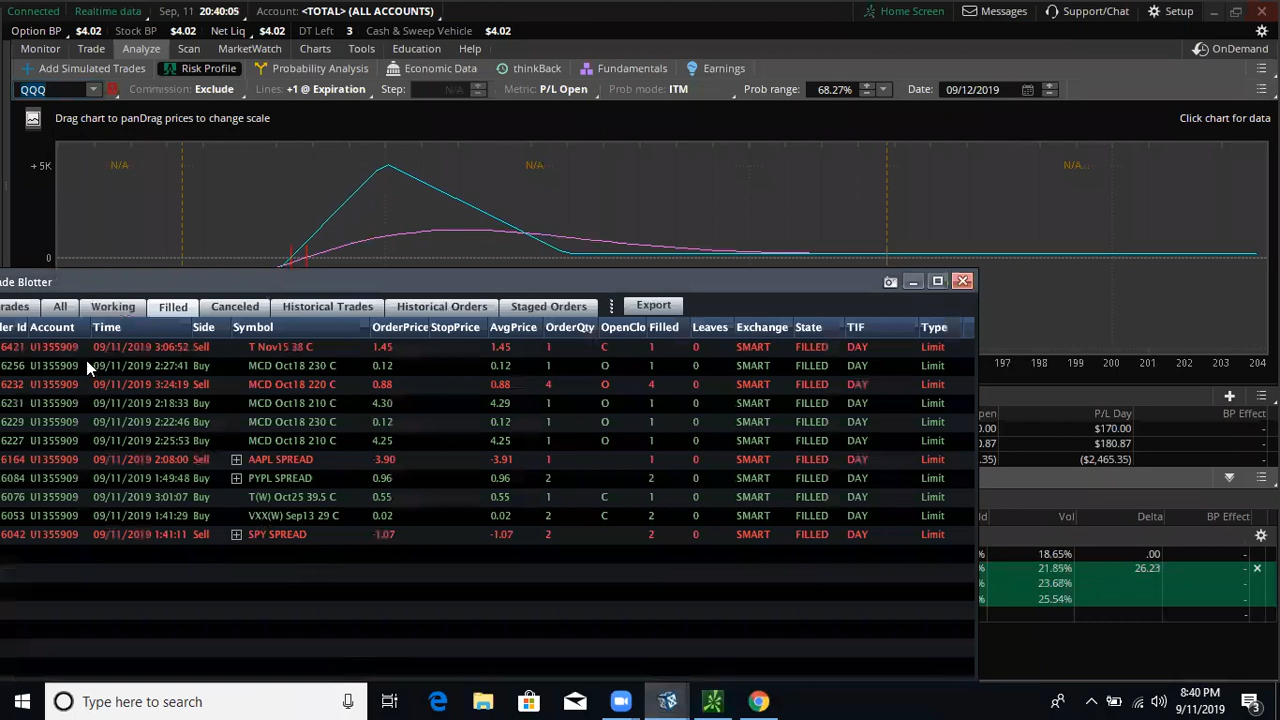 Connected Realtime data Sep, 11 20:40:05 Account: <TOTAL> (ALL ACCOUNTS) Home Screen Messages Support/Chat Setup
Option BP $4.02 Stock BP $4.02 Net Liq $4.02 DT Left 3 Cash & Sweep Vehicle $4.02
Monitor Trade Analyze Scan MarketWatch Charts Tools Education Help OnDemand
Add Simulated Trades Risk Profile Probability Analysis Economic Data thinkBack Fundamentals Earnings
QQQ Commission: Exclude Lines: +1 @ Expiration Step: N/A Metric: P/L Open Prob mode: ITM Prob range: 68.27% Date: 09/12/2019
Drag chart to panDrag prices to change scale Click chart for data
+5K N/A N/A N/A...
0
ade Blotter
rades All Working Filled Canceled Historical Trades Historical Orders Staged Orders Export
er Id Account Time Side Symbol OrderPrice StopPrice AvgPrice OrderQty OpenClo Filled Leaves Exchange State TIF Type
6421 U1355909 09/11/2019 3:06:52 Sell T Nov15 38 C 1.45 1.45 1 C 1 0 SMART FILLED DAY Limit
6256 U1355909 09/11/2019 2:27:41 Buy MCD Oct18 230 C 0.12 0.12 1 O 1 0 SMART FILLED DAY Limit
6232 U1355909 09/11/2019 3:24:19 Sell MCD Oct18 220 C 0.88 0.88 4 O 4 0 SMART FILLED DAY Limit
6231 U1355909 09/11/2019 2:18:33 Buy MCD Oct18 210 C 4.30 4.29 1 O 1 0 SMART FILLED DAY Limit
6229 U1355909 09/11/2019 2:22:46 Buy MCD Oct18 230 C 0.12 0.12 1 O 1 0 SMART FILLED DAY Limit
6227 U1355909 09/11/2019 2:25:53 Buy MCD Oct18 210 C 4.25 4.25 1 O 1 0 SMART FILLED DAY Limit
6164 U1355909 09/11/2019 2:08:00 Sell AAPL SPREAD -3.90 -3.91 1 1 0 SMART FILLED DAY Limit
6084 U1355909 09/11/2019 1:49:48 Buy PYPL SPREAD 0.96 0.96 2 2 0 SMART FILLED DAY Limit
6076 U1355909 09/11/2019 3:01:07 Buy T(W) Oct25 39.5 C 0.55 0.55 1 C 1 0 SMART FILLED DAY Limit
6053 U1355909 09/11/2019 1:41:29 Buy VXX(W) Sep13 29 C 0.02 0.02 2 C 2 0 SMART FILLED DAY Limit
6042 U1355909 09/11/2019 1:41:11 Sell SPY SPREAD -1.07 -1.07 2 2 0 SMART FILLED DAY Limit
197 198 199 200 201 202 203 204
pen P/L Day BP Effect
0.00 $170.00 -
0.87 $180.87 -
.35) ($2,465.35) -
ld Vol Delta BP Effect
% 18.65% .00 -
% 21.85% 26.23 -
% 23.68% -
% 25.54% -
Type here to search
8:40 PM
9/11/2019
3